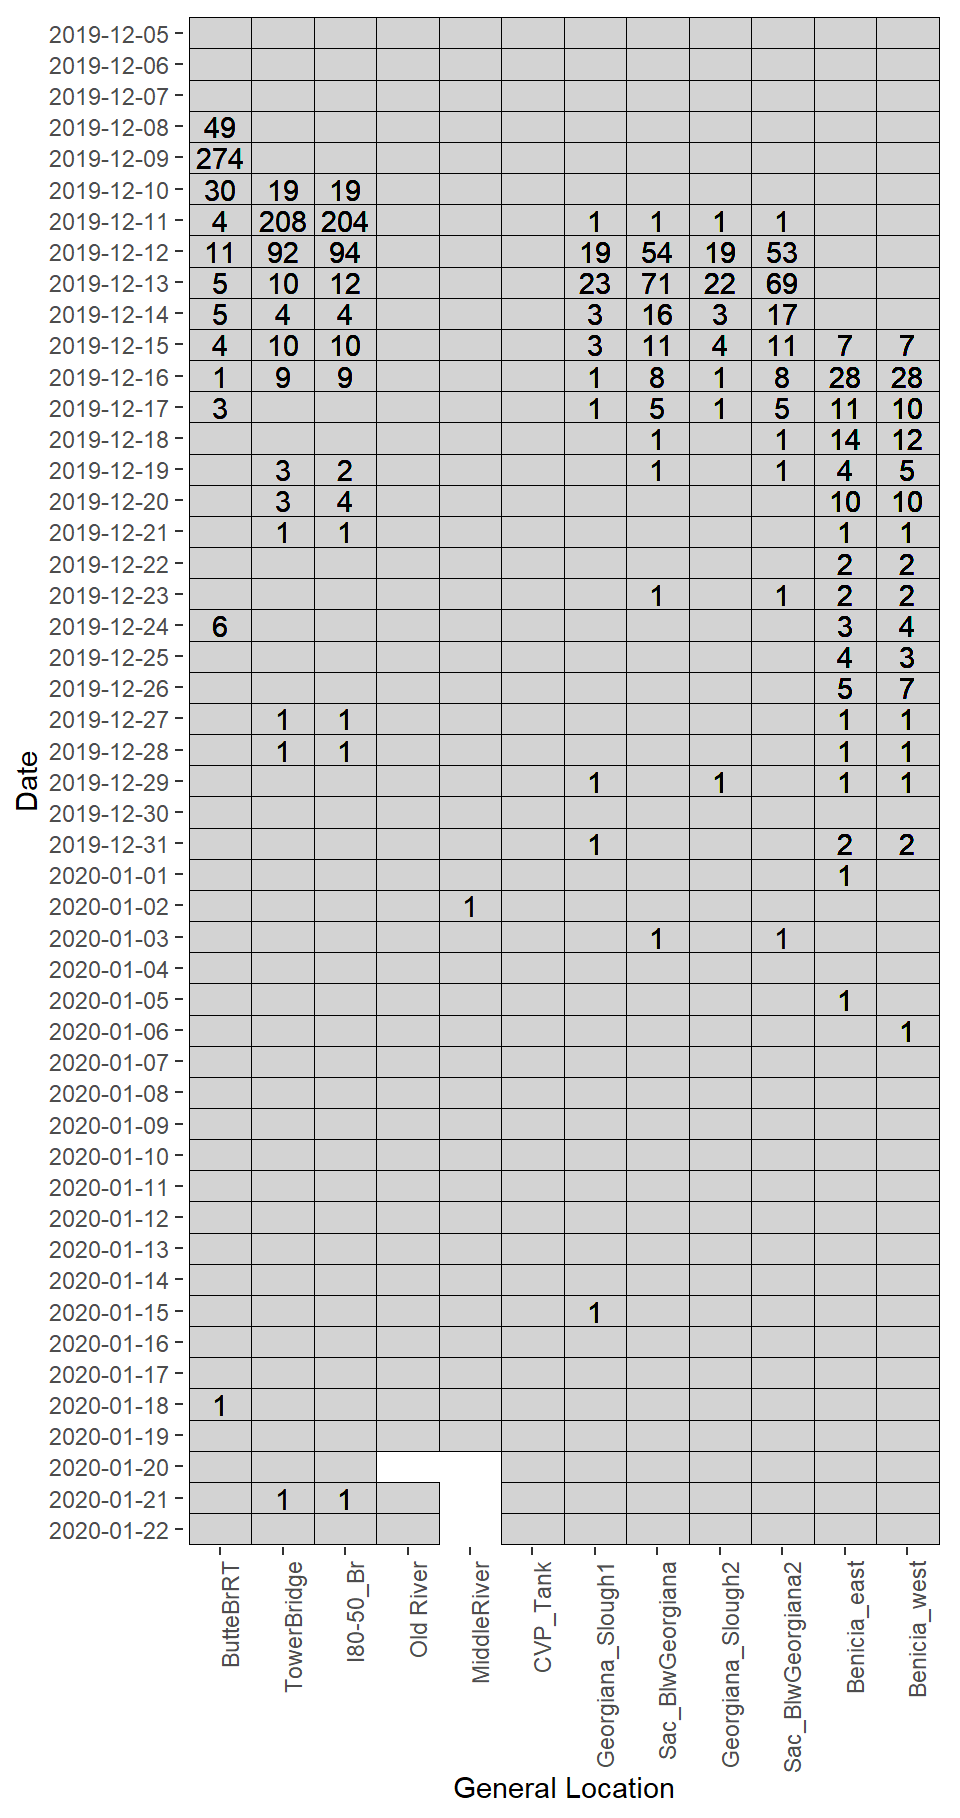 2019-12-05
2019-12-06
2019-12-07
2019-12-08 49
2019-12-09 274
2019-12-10 30 19 19
2019-12-11 4 208 204 1 1 1 1
2019-12-12 11 92 94 19 54 19 53
2019-12-13 5 10 12 23 71 22 69
2019-12-14 5 4 4 3 16 3 17
2019-12-15 4 10 10 3 11 4 11 7 7
2019-12-16 1 9 9 1 8 1 8 28 28
2019-12-17 3 1 5 1 5 11 10
2019-12-18 1 1 14 12
2019-12-19 3 2 1 1 4 5
2019-12-20 3 4 10 10
2019-12-21 1 1 1 1
2019-12-22 2 2
2019-12-23 1 1 2 2
2019-12-24 6 3 4
2019-12-25 4 3
2019-12-26 5 7
2019-12-27 1 1 1 1
2019-12-28 1 1 1 1
2019-12-29 1 1 1 1
2019-12-30
2019-12-31 1 2 2
2020-01-01 1
2020-01-02 1
2020-01-03 1 1
2020-01-04
2020-01-05 1
2020-01-06 1
2020-01-07
2020-01-08
2020-01-09
2020-01-10
2020-01-11
2020-01-12
2020-01-13
2020-01-14
2020-01-15 1
2020-01-16
2020-01-17
2020-01-18 1
2020-01-19
2020-01-20
2020-01-21 1 1
2020-01-22
Date
ButteBrRT
TowerBridge
I80-50_Br
Old River
MiddleRiver
CVP_Tank
Georgiana_Slough1
Sac_BlwGeorgiana
Georgiana_Slough2
Sac_BlwGeorgiana2
Benicia_east
Benicia_west
General Location